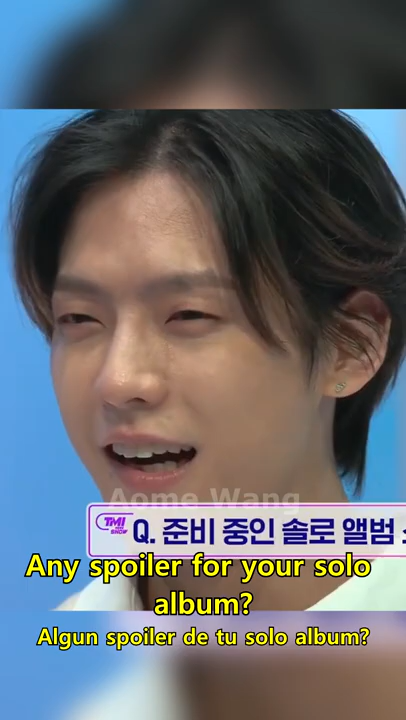 Aome Wang
TMI
SHOW
Q. 준비 중인 솔로 앨범
Any spoiler for your solo
album?
Algun spoiler de tu solo album?